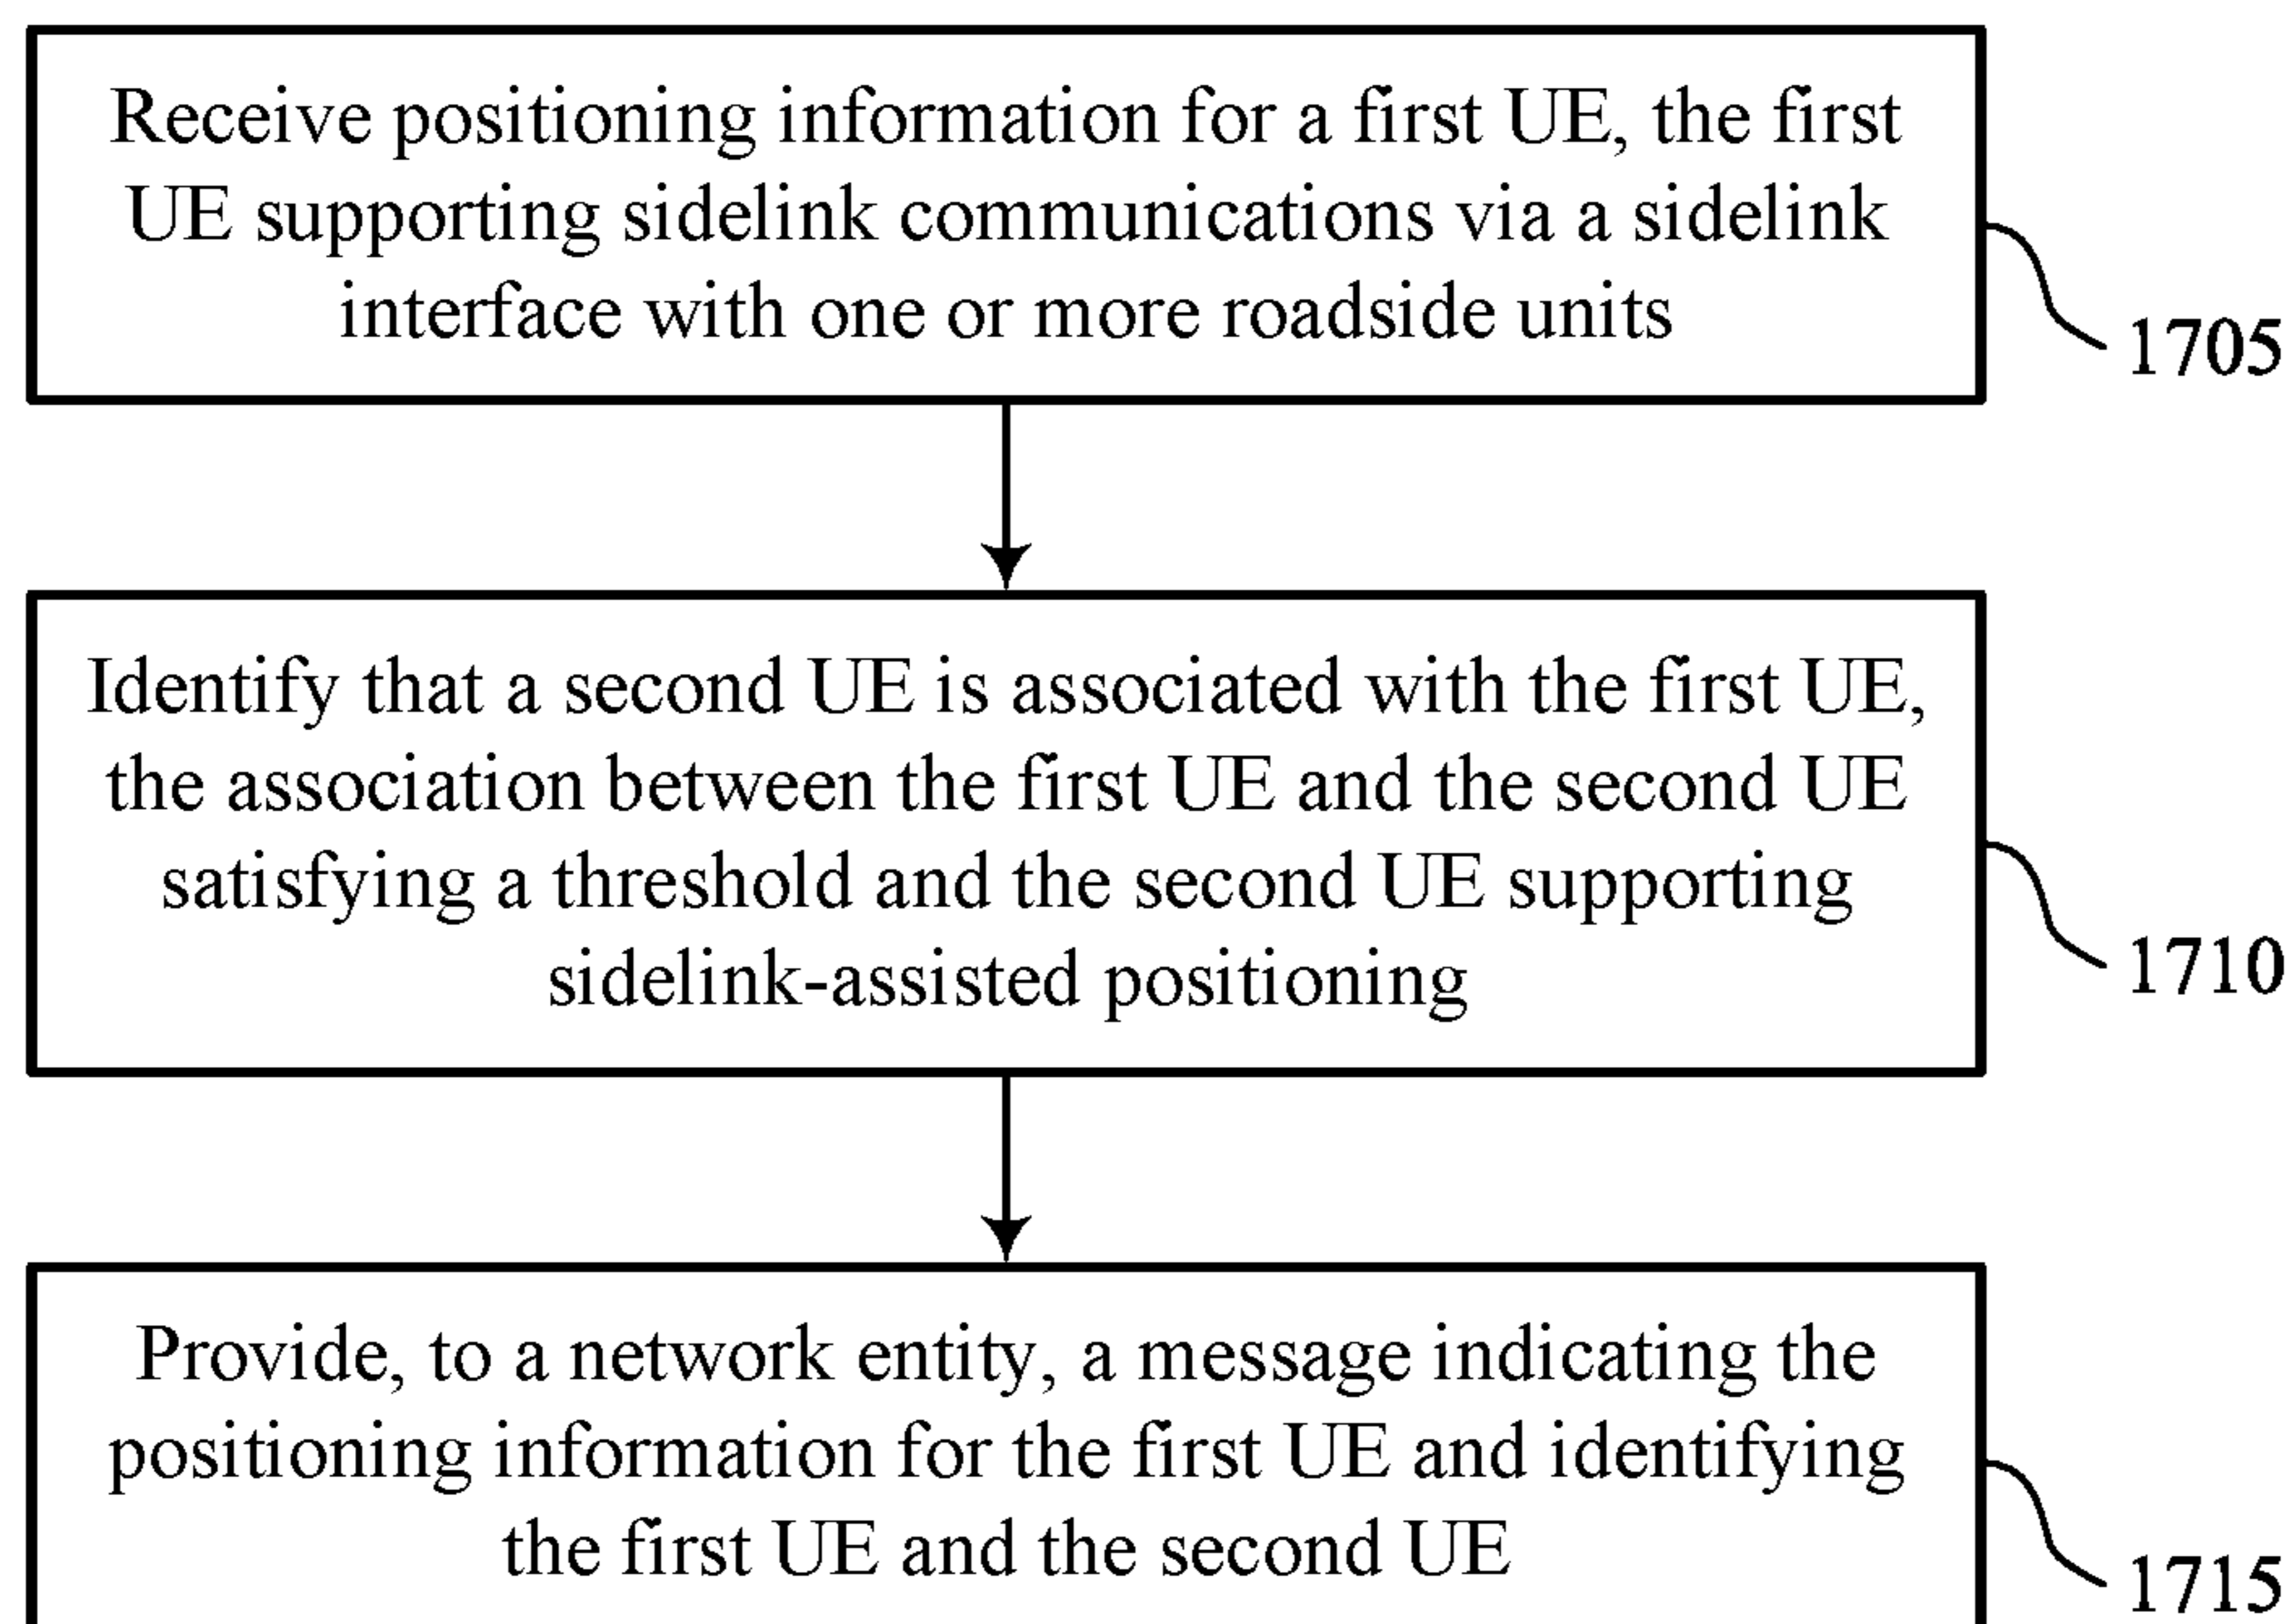 Receive positioning information for a first UE, the first
UE supporting sidelink communications via a sidelink
interface with one or more roadside units
1705
Identify that a second UE is associated with the first UE,
the association between the first UE and the second UE
satisfying a threshold and the second UE supporting
sidelink-assisted positioning
1710
Provide, to a network entity, a message indicating the
positioning information for the first UE and identifying
the first UE and the second UE
1715